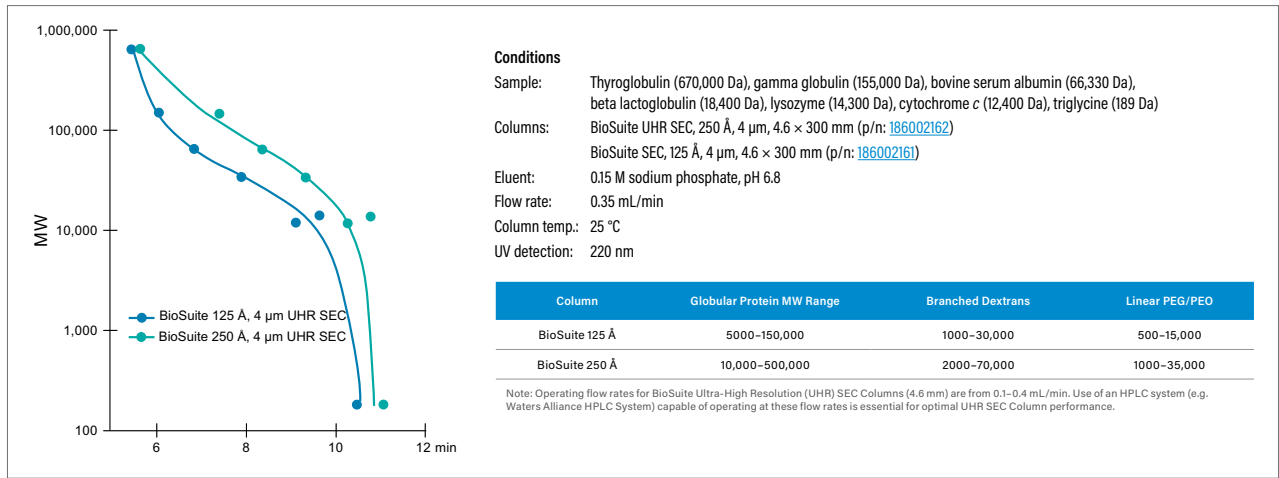 1,000,000
100,000
10,000
1,000
100
MW
6
8
10
12 min
BioSuite 125 Å, 4 µm UHR SEC
BioSuite 250 Å, 4 µm UHR SEC
Conditions
Sample: Thyroglobulin (670,000 Da), gamma globulin (155,000 Da), bovine serum albumin (66,330 Da),
beta lactoglobulin (18,400 Da), lysozyme (14,300 Da), cytochrome c (12,400 Da), triglycine (189 Da)
Columns: BioSuite UHR SEC, 250 Å, 4 µm, 4.6 × 300 mm (p/n: 186002162)
BioSuite SEC, 125 Å, 4 µm, 4.6 × 300 mm (p/n: 186002161)
Eluent: 0.15 M sodium phosphate, pH 6.8
Flow rate: 0.35 mL/min
Column temp.: 25 °C
UV detection: 220 nm
Column Globular Protein MW Range Branched Dextrans Linear PEG/PEO
BioSuite 125 Å 5000–150,000 1000–30,000 500–15,000
BioSuite 250 Å 10,000–500,000 2000–70,000 1000–35,000
Note: Operating flow rates for BioSuite Ultra-High Resolution (UHR) SEC Columns (4.6 mm) are from 0.1–0.4 mL/min. Use of an HPLC system (e.g.
Waters Alliance HPLC System) capable of operating at these flow rates is essential for optimal UHR SEC Column performance.